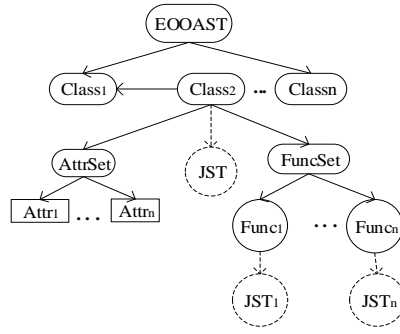 EOOAST
Class1 Class2 ... Classn
AttrSet JST FuncSet
Attr1 ... Attrn Func1 ... Funcn
JST1 JSTn